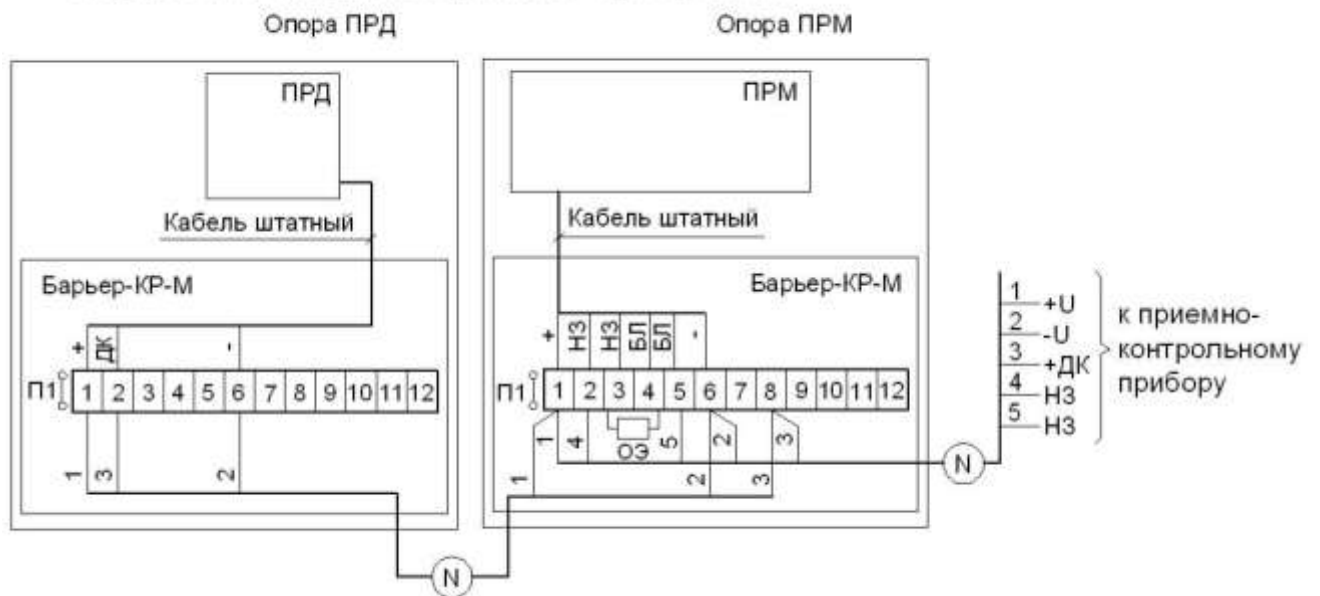 Опора ПРД
Опора ПРМ
ПРД
ПРМ
Кабель штатный
Кабель штатный
Барьер-КР-М
Барьер-КР-М
+ ДК -
+ НЗ НЗ БЛ БЛ -
П1 1 2 3 4 5 6 7 8 9 10 11 12
П1 1 2 3 4 5 6 7 8 9 10 11 12
1 3 2
1 4 ОЭ 5 2 3
1 2 3
N
N
1 +U
2 -U
3 +ДК
4 НЗ
5 НЗ
к приемно-
контрольному
прибору